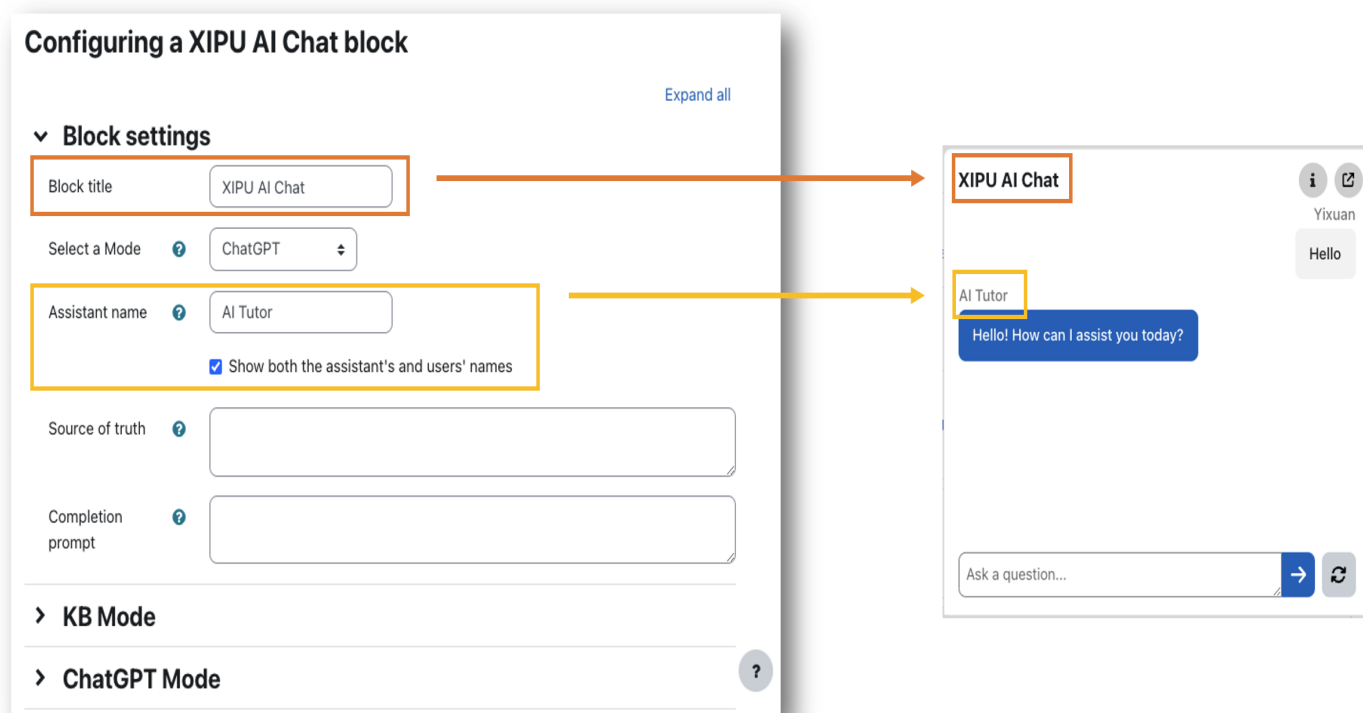 Configuring a XIPU AI Chat block
Expand all
Block settings
Block title
XIPU AI Chat
Select a Mode
?
ChatGPT
Assistant name
?
AI Tutor
Show both the assistant's and users' names
Source of truth
?
Completion
prompt
?
KB Mode
ChatGPT Mode
?
XIPU AI Chat
i
Yixuan
Hello
AI Tutor
Hello! How can I assist you today?
Ask a question...